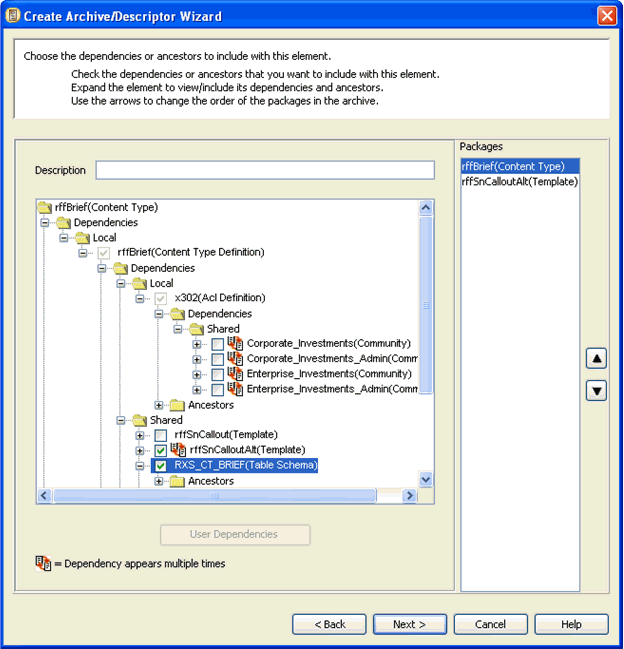 Create Archive/Descriptor Wizard
Choose the dependencies or ancestors to include with this element.
Check the dependencies or ancestors that you want to include with this element.
Expand the element to view/include its dependencies and ancestors.
Use the arrows to change the order of the packages in the archive.
Description
rffBrief(Content Type)
Dependencies
Local
rffBrief(Content Type Definition)
Dependencies
Local
x302(Acl Definition)
Dependencies
Shared
Corporate_Investments(Community)
Corporate_Investments_Admin(Comm
Enterprise_Investments(Community)
Enterprise_Investments_Admin(Comm
Ancestors
Shared
rffSnCallout(Template)
rffSnCalloutAlt(Template)
RXS_CT_BRIEF(Table Schema)
Ancestors
User Dependencies
= Dependency appears multiple times
Packages
rffBrief(Content Type)
rffSnCalloutAlt(Template)
< Back
Next >
Cancel
Help